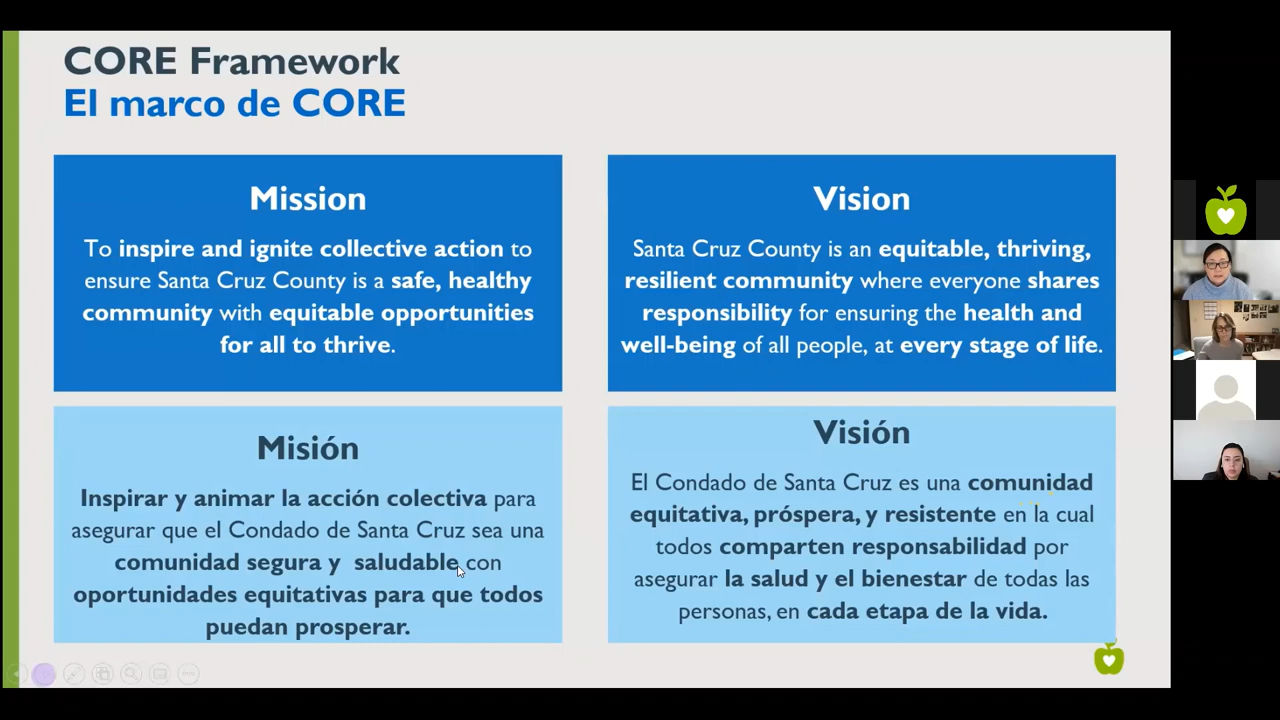 CORE Framework
El marco de CORE
Mission
To inspire and ignite collective action to
ensure Santa Cruz County is a safe, healthy
community with equitable opportunities
for all to thrive.
Vision
Santa Cruz County is an equitable, thriving,
resilient community where everyone shares
responsibility for ensuring the health and
well-being of all people, at every stage of life.
Misión
Inspirar y animar la acción colectiva para
asegurar que el Condado de Santa Cruz sea una
comunidad segura y  saludable con
oportunidades equitativas para que todos
puedan prosperar.
Visión
El Condado de Santa Cruz es una comunidad
equitativa, próspera, y resistente en la cual
todos comparten responsabilidad por
asegurar la salud y el bienestar de todas las
personas, en cada etapa de la vida.